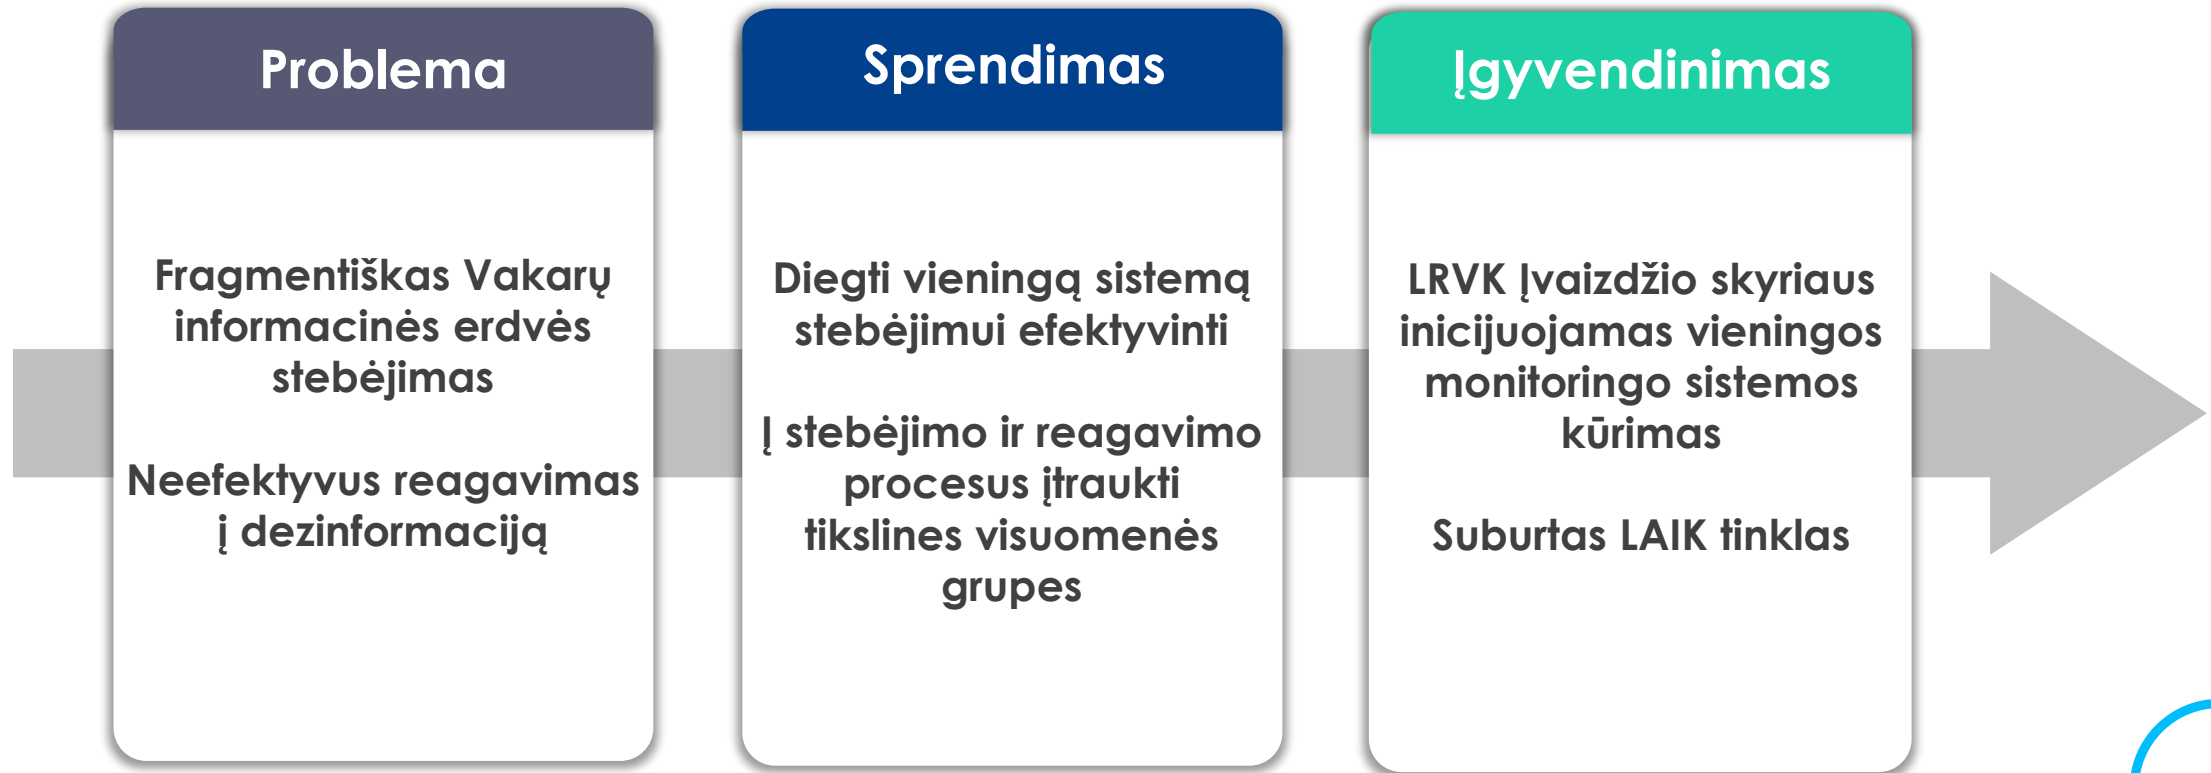 Problema
Fragmentiškas Vakarų
informacinės erdvės
stebėjimas
Neefektyvus reagavimas
į dezinformaciją
Sprendimas
Diegti vieningą sistemą
stebėjimui efektyvinti
Į stebėjimo ir reagavimo
procesus įtraukti
tikslines visuomenės
grupes
Įgyvendinimas
LRVK Įvaizdžio skyriaus
inicijuojamas vieningos
monitoringo sistemos
kūrimas
Suburtas LAIK tinklas